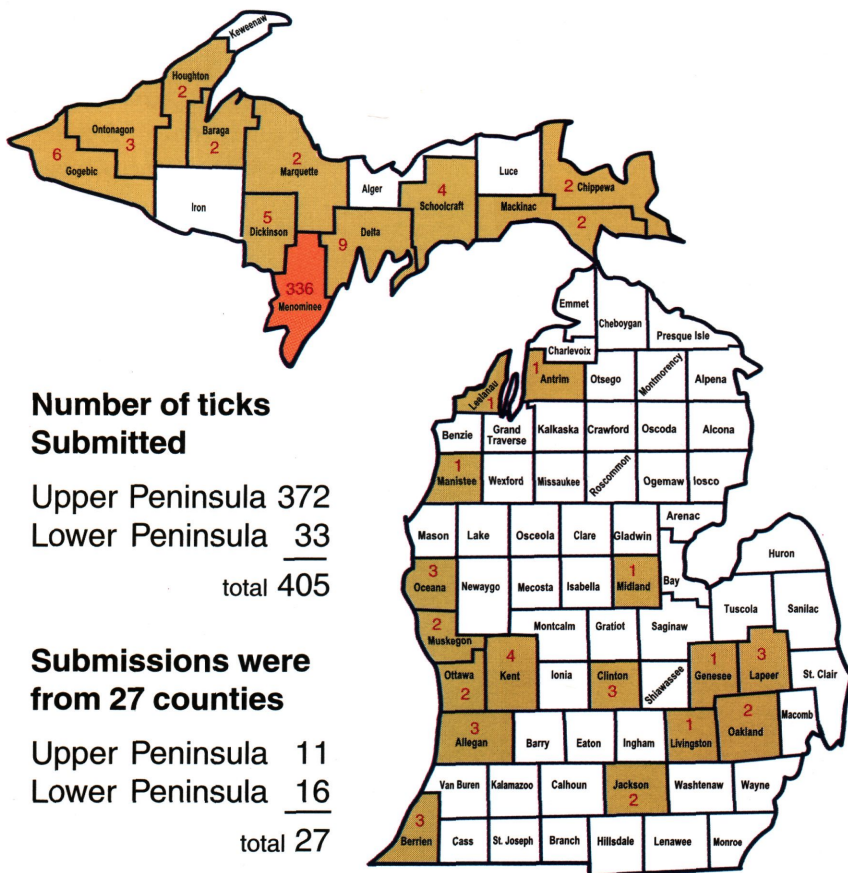 Keweenaw
Houghton
2
Ontonagon
3
Baraga
2
6
Gogebic
2
Marquette
Iron
Alger
Luce
4
Schoolcraft
2 Chippewa
Mackinac
2
5
Dickinson
9
Delta
336
Menominee
Emmet
Cheboygan
Presque Isle
Charlevoix
1
Leelanau
1
Antrim
Otsego
Montmorency
Alpena
Benzie
Grand
Traverse
Kalkaska
Crawford
Oscoda
Alcona
1
Manistee
Wexford
Missaukee
Roscommon
Ogemaw
Iosco
Arenac
Mason
Lake
Osceola
Clare
Gladwin
Huron
3
Oceana
Newaygo
Mecosta
Isabella
1
Midland
Bay
Tuscola
Sanilac
2
Muskegon
Montcalm
Gratiot
Saginaw
Ottawa
2
4
Kent
Ionia
Clinton
3
Shiawassee
1
Genesee
3
Lapeer
St. Clair
3
Allegan
Barry
Eaton
Ingham
1
Livingston
2
Oakland
Macomb
Van Buren
Kalamazoo
Calhoun
Jackson
2
Washtenaw
Wayne
3
Berrien
Cass
St. Joseph
Branch
Hillsdale
Lenawee
Monroe
Number of ticks
Submitted
Upper Peninsula 372
Lower Peninsula 33
total 405
Submissions were
from 27 counties
Upper Peninsula 11
Lower Peninsula 16
total 27